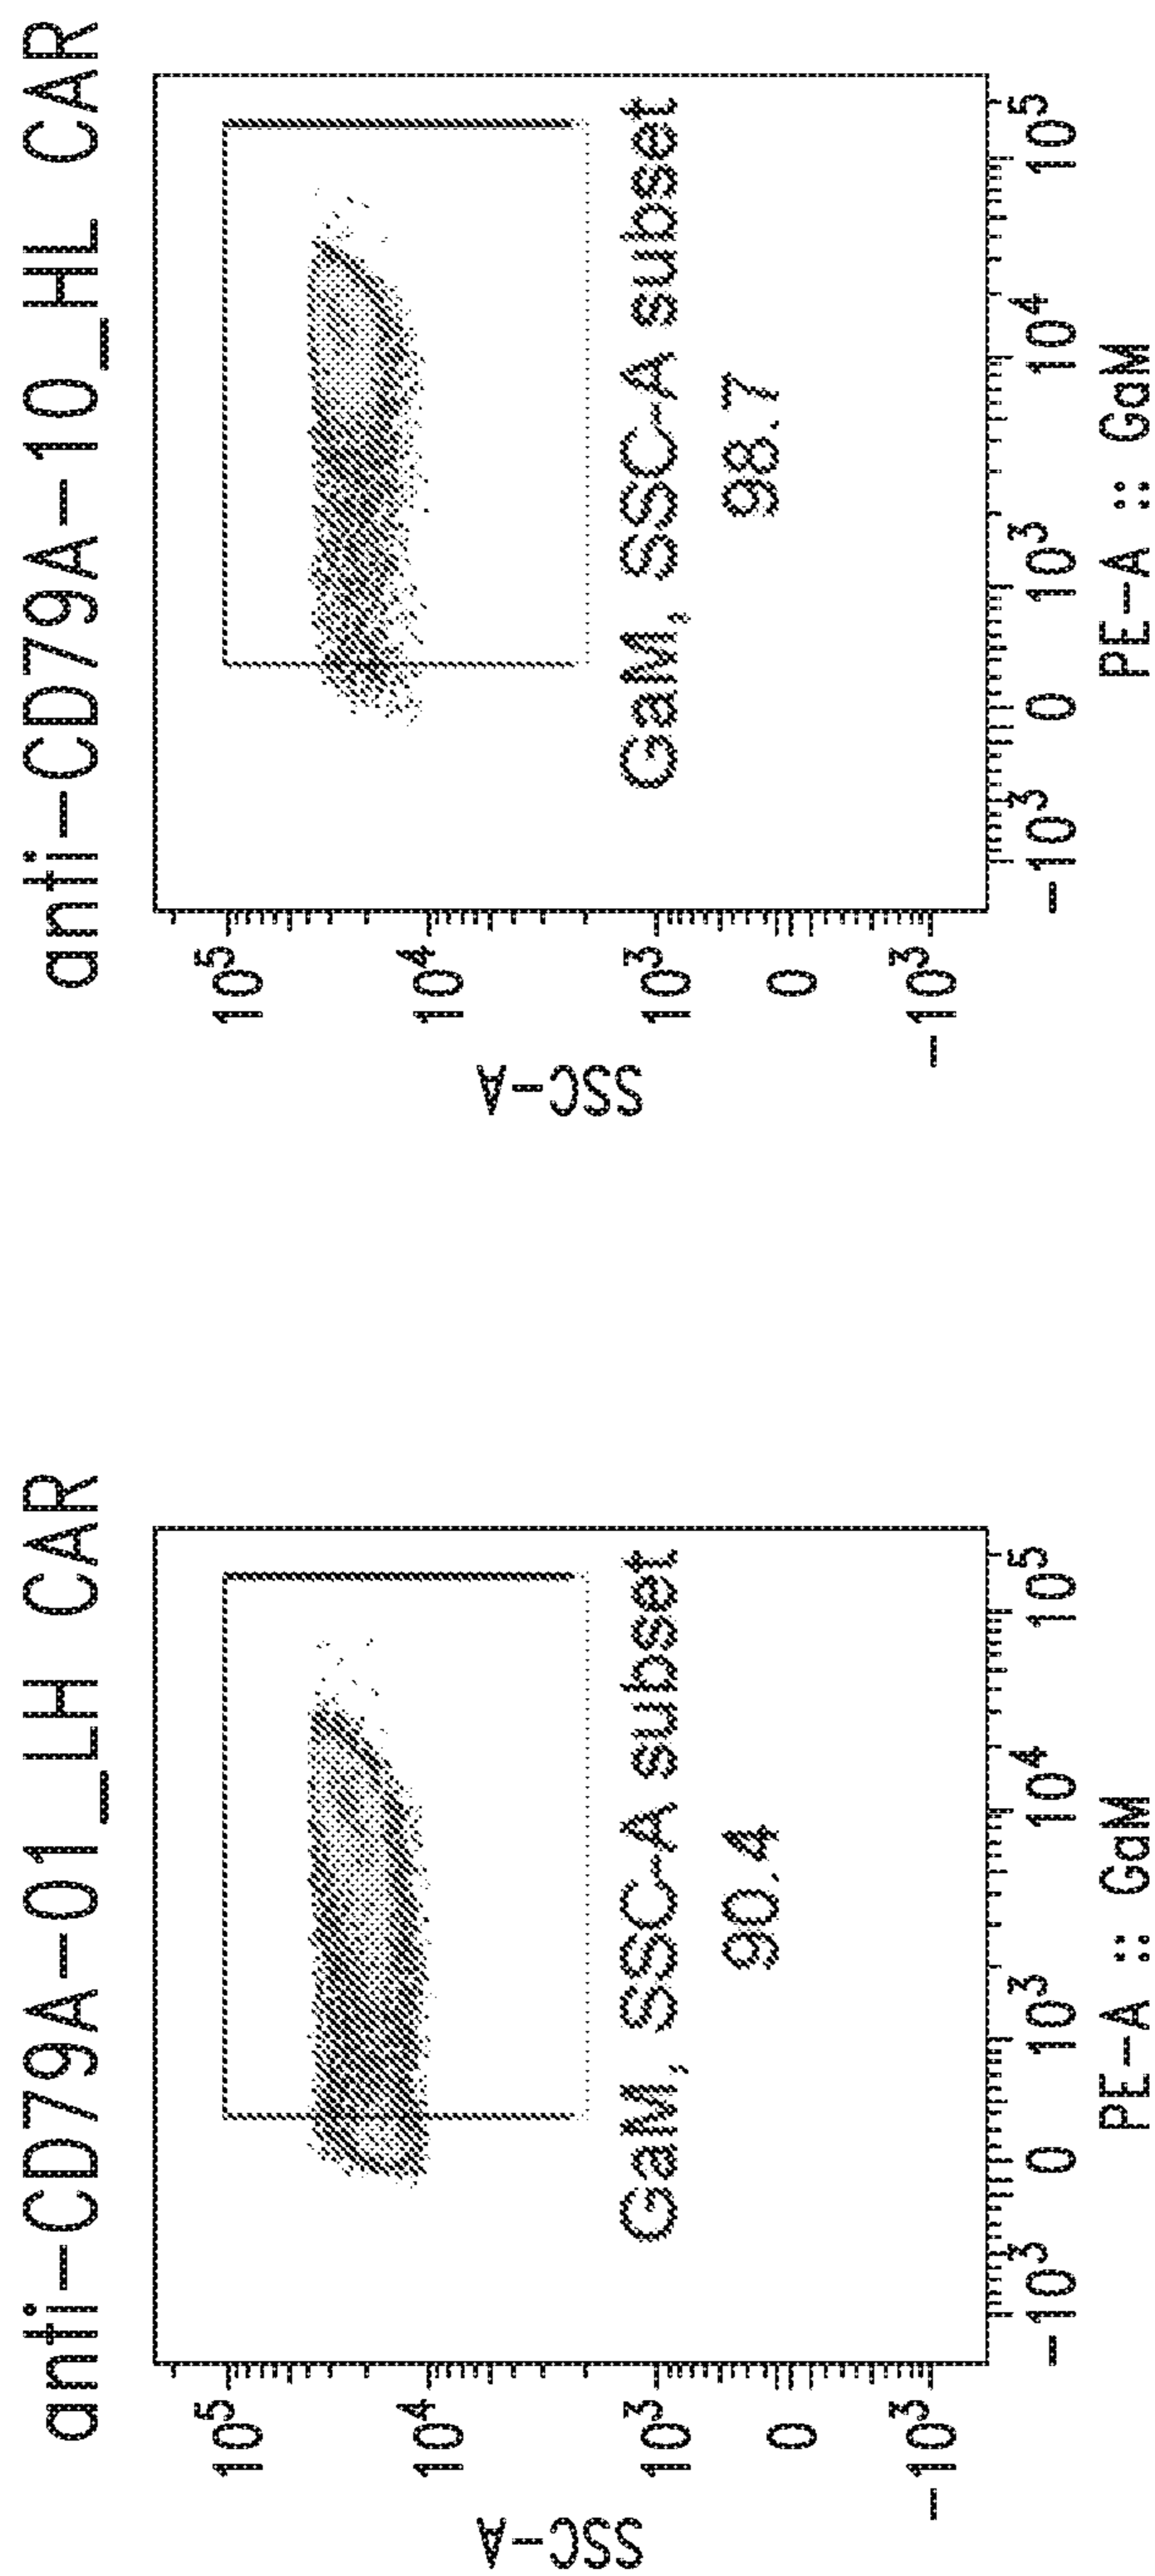 anti-CD79A-01_LH CAR
SSC-A
10^5
10^4
10^3
0
-10^3
GaM, SSC-A subset
90.4
-10^3 0 10^3 10^4 10^5
PE-A :: GaM
anti-CD79A-10_HL CAR
SSC-A
10^5
10^4
10^3
0
-10^3
GaM, SSC-A subset
98.7
-10^3 0 10^3 10^4 10^5
PE-A :: GaM